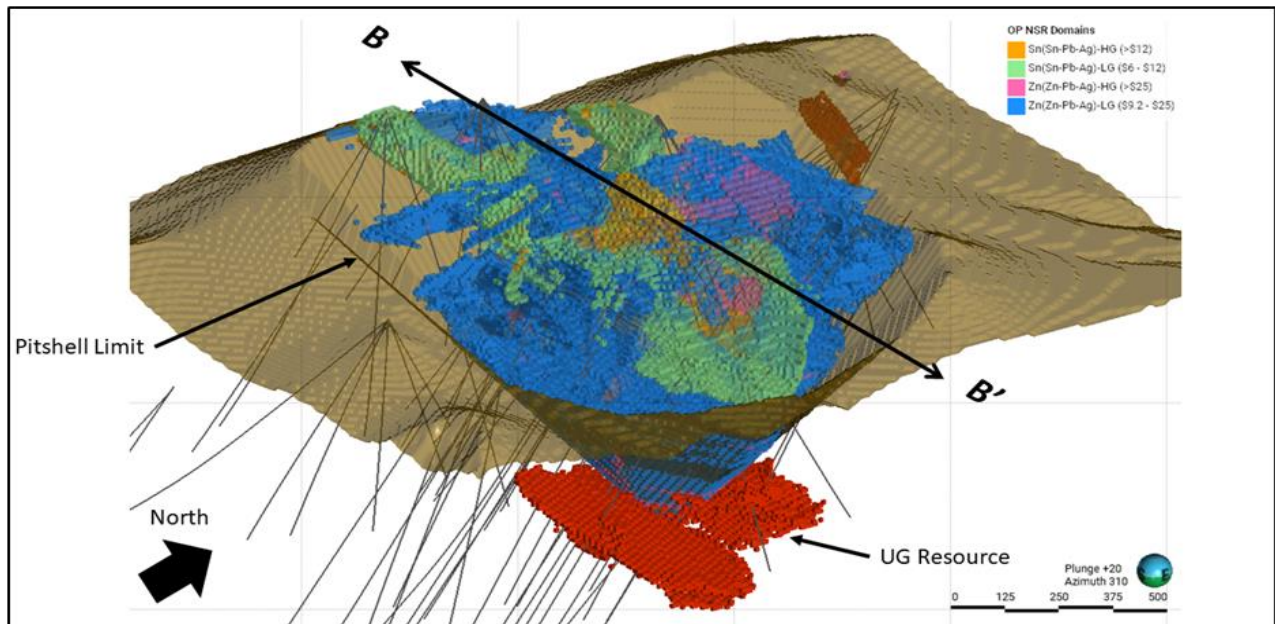 B
OP NSR Domains
Sn(Sn-Pb-Ag)-HG (>$12)
Sn(Sn-Pb-Ag)-LG ($6 - $12)
Zn(Zn-Pb-Ag)-HG (>$25)
Zn(Zn-Pb-Ag)-LG ($9.2 - $25)
Pitshell Limit
B’
North
UG Resource
Plunge +20
Azimuth 310
0 125 250 375 500